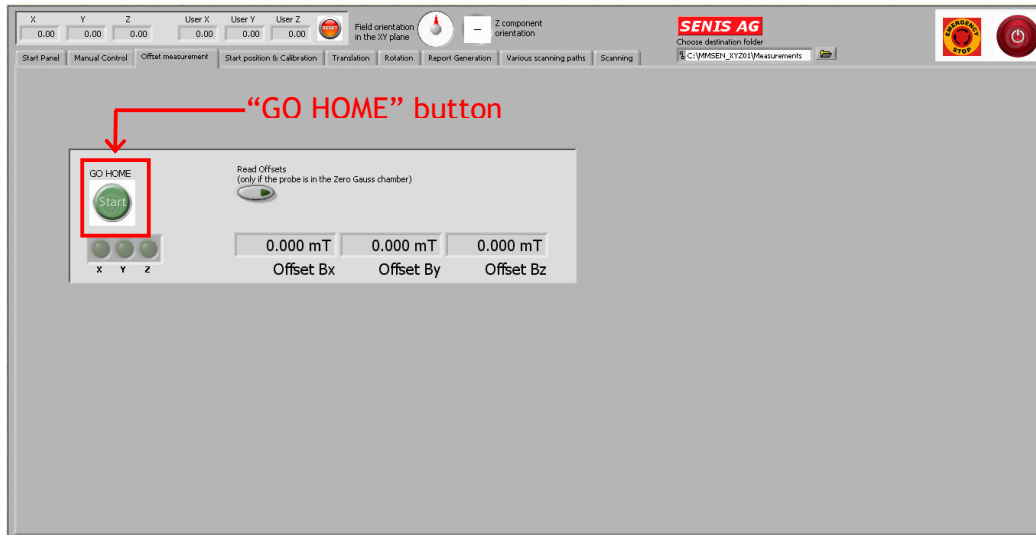 X Y Z User X User Y User Z
0.00 0.00 0.00 0.00 0.00 0.00 RESET
Field orientation
in the XY plane
Z component
orientation
SENIS AG
Choose destination folder
C:\MMSEN_XYZ01\Measurements
EMERGENCY
STOP
Start Panel Manual Control Offset measurement Start position & Calibration Translation Rotation Report Generation Various scanning paths Scanning
“GO HOME” button
GO HOME
Start
X Y Z
Read Offsets
(only if the probe is in the Zero Gauss chamber)
0.000 mT 0.000 mT 0.000 mT
Offset Bx Offset By Offset Bz